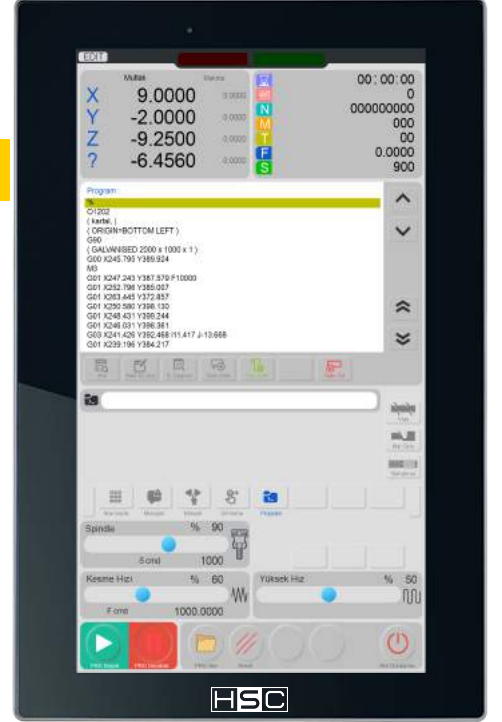 EDIT
Mutlak
X 9.0000 0.0000
Y -2.0000 0.0000
Z -9.2500 0.0000
? -6.4560 0.0000
00:00:00
0
N 000000000
M 000
T 00
F 0.0000
S 900
Program :
%
O1202
( kartal, )
( ORIGIN=BOTTOM LEFT )
G90
( GALVANISED 2000 x 1000 x 1 )
G00 X245.795 Y389.924
M3
G01 X247.243 Y387.579 F10000
G01 X252.796 Y385.007
G01 X263.445 Y372.857
G01 X250.580 Y398.130
G01 X248.431 Y399.244
G01 X246.031 Y396.361
G03 X241.426 Y392.468 I11.417 J-13.668
G01 X239.196 Y384.217
Program
Spindle % 90
S cmd 1000
Kesme Hızı % 60
F cmd 1000.0000
Yüksek Hız % 50
HSC